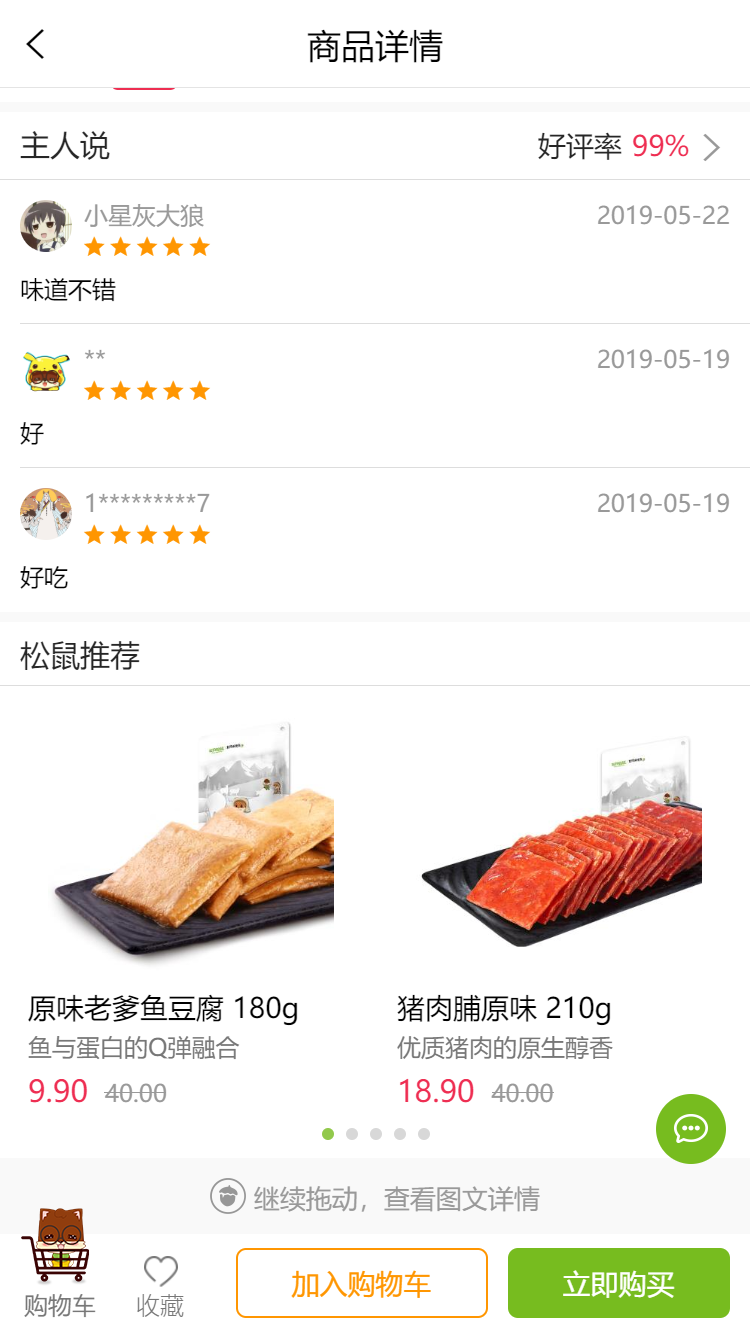 商品详情
主人说
好评率 99%
小星灰大狼
2019-05-22
味道不错
**
2019-05-19
好
1*********7
2019-05-19
好吃
松鼠推荐
原味老爹鱼豆腐 180g
鱼与蛋白的Q弹融合
9.90 40.00
猪肉脯原味 210g
优质猪肉的原生醇香
18.90 40.00
继续拖动，查看图文详情
购物车
收藏
加入购物车
立即购买